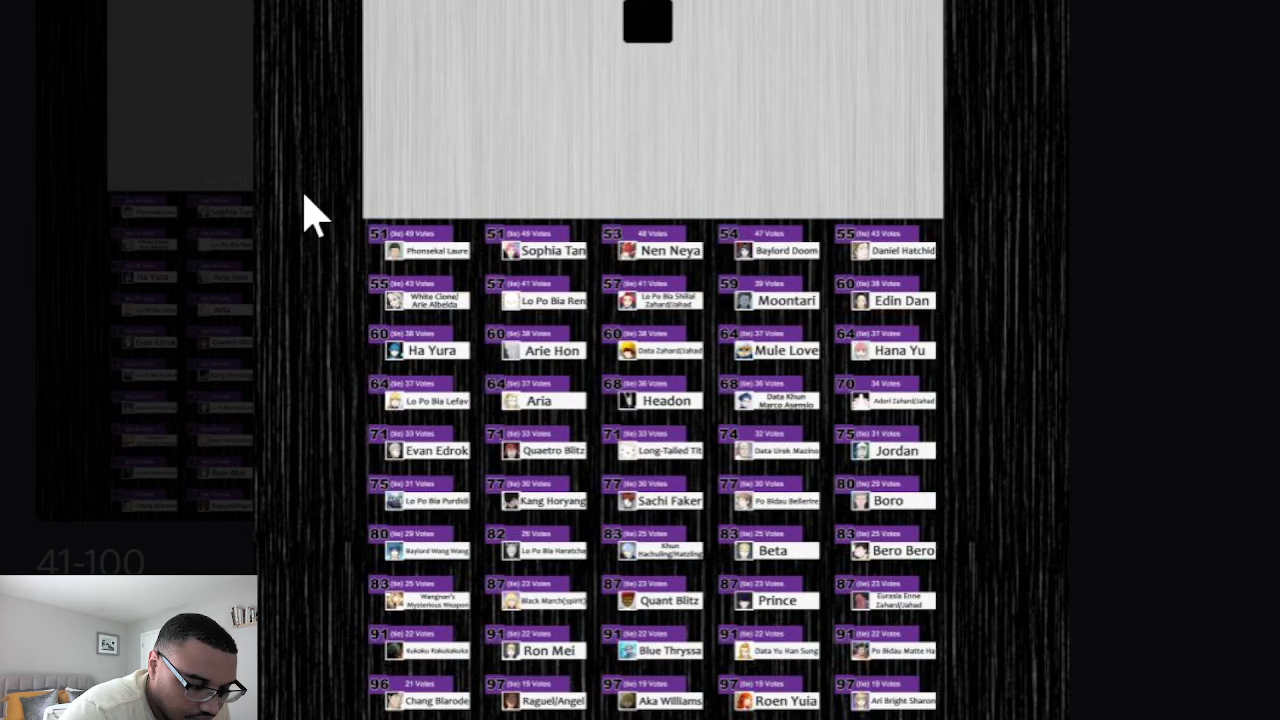 51 (tie) 49 Votes
Phonsekal Laure
51 (tie) 49 Votes
Sophia Tan
53 48 Votes
Nen Neya
54 47 Votes
Baylord Doom
55 (tie) 43 Votes
Daniel Hatchid
55 (tie) 43 Votes
White Clone/
Arie Albelda
57 (tie) 41 Votes
Lo Po Bia Ren
57 (tie) 41 Votes
Lo Po Bia Shilial
Zahard/Jahad
59 39 Votes
Moontari
60 (tie) 38 Votes
Edin Dan
60 (tie) 38 Votes
Ha Yura
60 (tie) 38 Votes
Arie Hon
60 (tie) 38 Votes
Data Zahard/Jahad
64 (tie) 37 Votes
Mule Love
64 (tie) 37 Votes
Hana Yu
64 (tie) 37 Votes
Lo Po Bia Lefav
64 (tie) 37 Votes
Aria
68 (tie) 36 Votes
Headon
68 (tie) 36 Votes
Data Khun
Marco Asensio
70 34 Votes
Adori Zahard/Jahad
71 (tie) 33 Votes
Evan Edrok
71 (tie) 33 Votes
Quaetro Blitz
71 (tie) 33 Votes
Long-Tailed Tit
74 32 Votes
Data Urek Mazino
75 (tie) 31 Votes
Jordan
75 (tie) 31 Votes
Lo Po Bia Purdidi
77 (tie) 30 Votes
Kang Horyang
77 (tie) 30 Votes
Sachi Faker
77 (tie) 30 Votes
Po Bidau Bellerire
80 (tie) 29 Votes
Boro
80 (tie) 29 Votes
Baylord Wang Wang
82 26 Votes
Lo Po Bia Haratcha
83 (tie) 25 Votes
Khun
Hachuling/Hatzling
83 (tie) 25 Votes
Beta
83 (tie) 25 Votes
Bero Bero
83 (tie) 25 Votes
Wangnan's
Mysterious Weapon
87 (tie) 23 Votes
Black March(spirit)
87 (tie) 23 Votes
Quant Blitz
87 (tie) 23 Votes
Prince
87 (tie) 23 Votes
Eurasia Enne
Zahard/Jahad
91 (tie) 22 Votes
Kukaku Rakukakuka
91 (tie) 22 Votes
Ron Mei
91 (tie) 22 Votes
Blue Thryssa
91 (tie) 22 Votes
Data Yu Han Sung
91 (tie) 22 Votes
Po Bidau Matte Ha
96 21 Votes
Chang Blarode
97 (tie) 19 Votes
Raguel/Angel
97 (tie) 19 Votes
Aka Williams
97 (tie) 19 Votes
Roen Yuia
97 (tie) 19 Votes
Ari Bright Sharon
41-100